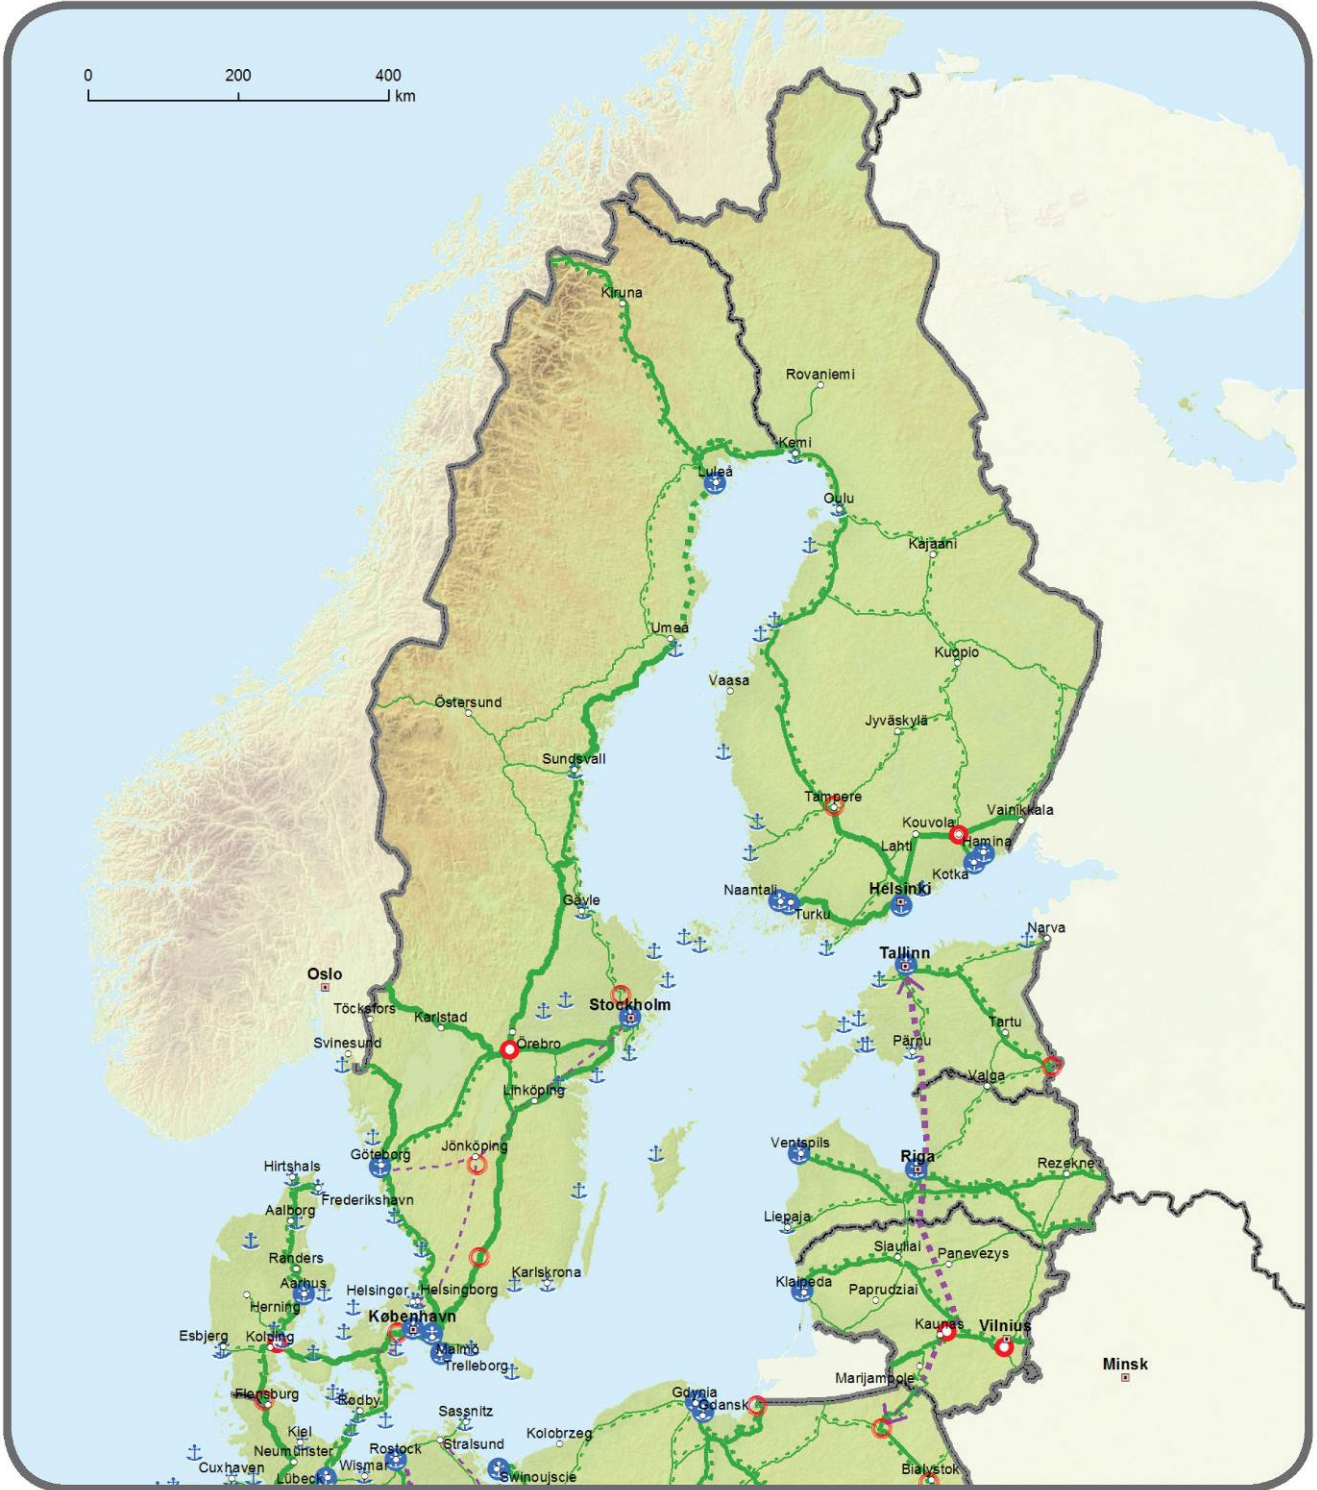 0 200 400
km
Kiruna
Rovaniemi
Kemi
Luleå
Oulu
Kajaani
Umeå
Kuopio
Vaasa
Östersund
Jyväskylä
Sundsvall
Tampere
Vainikkala
Kouvola
Hamina
Lahti
Kotka
Naantali
Helsinki
Gävle
Turku
Narva
Tallinn
Oslo
Stockholm
Töcksfors
Karlstad
Tartu
Svinesund
Örebro
Pärnu
Valga
Linköping
Jönköping
Ventspils
Göteborg
Riga
Rezekne
Hirtshals
Frederikshavn
Aalborg
Liepaja
Siauliai
Panevezys
Randers
Karlskrona
Aarhus
Helsingør
Helsingborg
Klaipeda
Paprudziai
Herning
København
Kaunas
Vilnius
Esbjerg
Kolding
Malmö
Trelleborg
Minsk
Marijampole
Flensburg
Gdynia
Gdansk
Rødby
Sassnitz
Kiel
Kolobrzeg
Neumünster
Stralsund
Rostock
Cuxhaven
Wismar
Lübeck
Swinoujscie
Bialystok